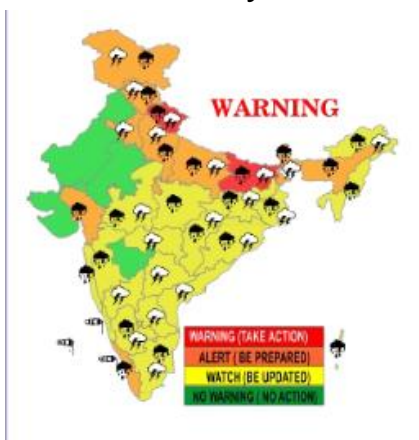 WARNING
WARNING (TAKE ACTION)
ALERT ( BE PREPARED)
WATCH (BE UPDATED)
NO WARNING ( NO ACTION)